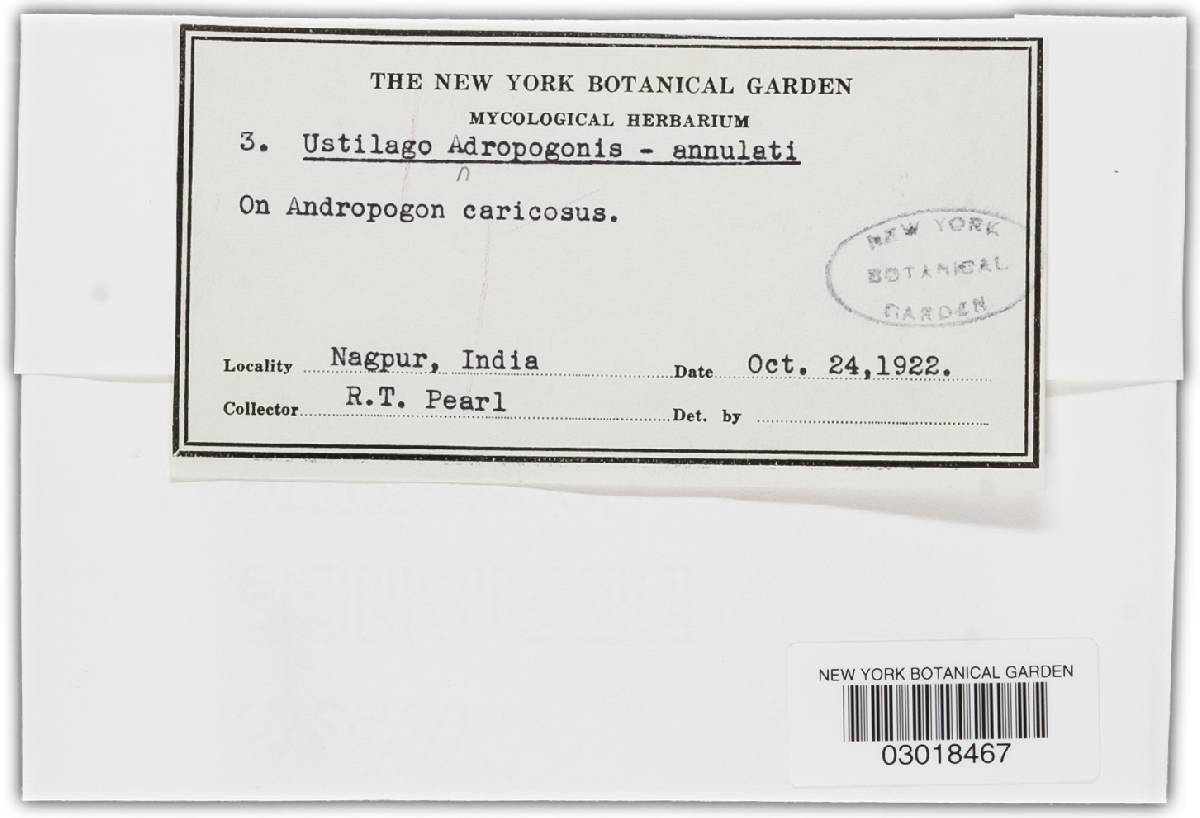 THE NEW YORK BOTANICAL GARDEN
MYCOLOGICAL HERBARIUM
3. Ustilago Adropogonis - annulati
n
On Andropogon caricosus.
NEW YORK
BOTANICAL
GARDEN
Locality Nagpur, India Date Oct. 24,1922.
Collector R.T. Pearl Det. by
NEW YORK BOTANICAL GARDEN
03018467